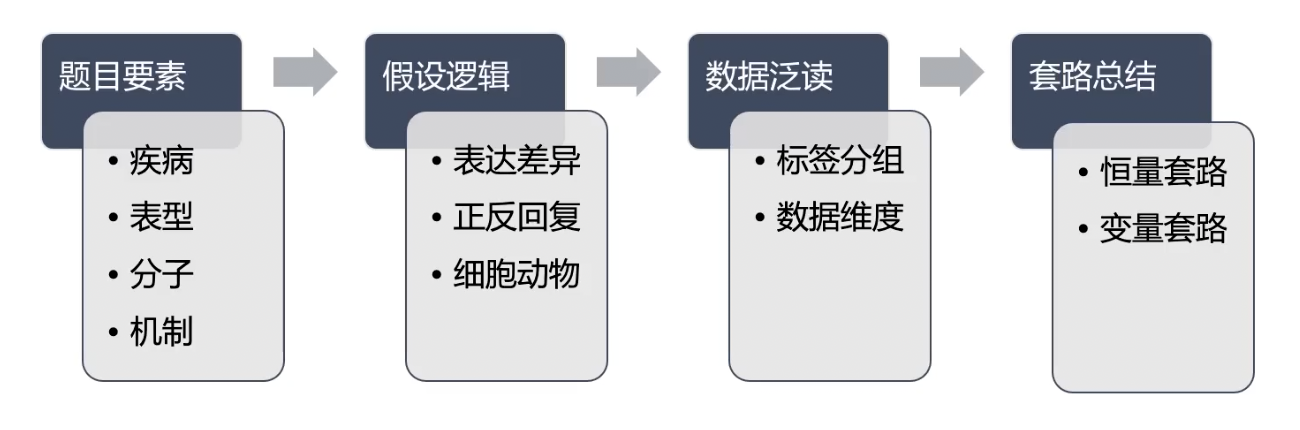 题目要素
• 疾病
• 表型
• 分子
• 机制
假设逻辑
• 表达差异
• 正反回复
• 细胞动物
数据泛读
• 标签分组
• 数据维度
套路总结
• 恒量套路
• 变量套路